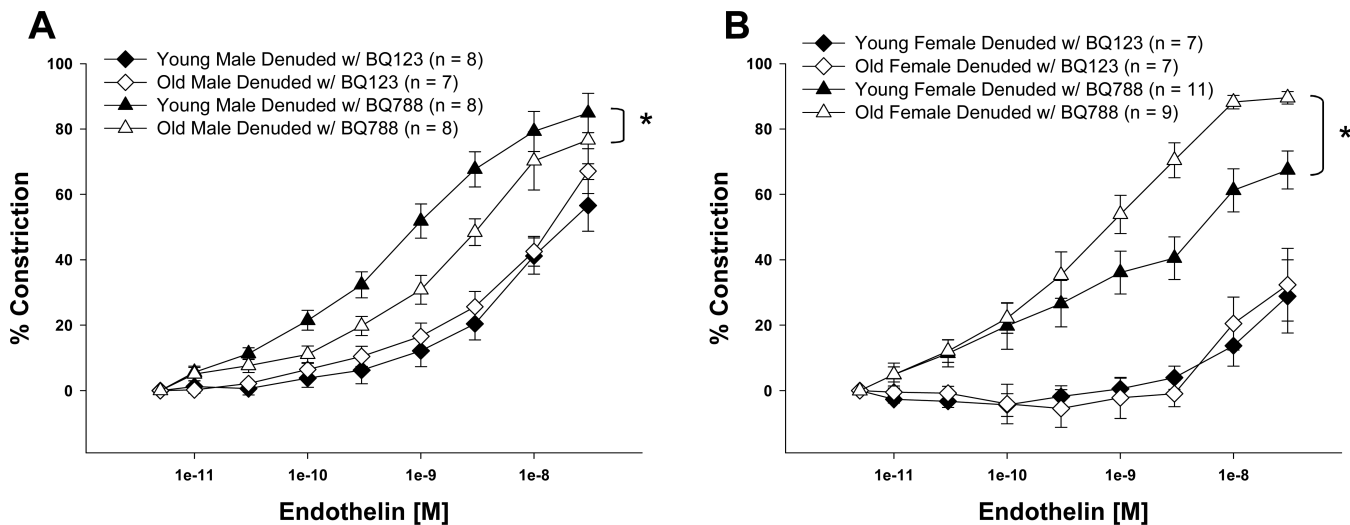 A
Young Male Denuded w/ BQ123 (n = 8)
Old Male Denuded w/ BQ123 (n = 7)
Young Male Denuded w/ BQ788 (n = 8)
Old Male Denuded w/ BQ788 (n = 8)
100
80
60
40
20
0
*
% Constriction
1e-11 1e-10 1e-9 1e-8
Endothelin [M]
B
Young Female Denuded w/ BQ123 (n = 7)
Old Female Denuded w/ BQ123 (n = 7)
Young Female Denuded w/ BQ788 (n = 11)
Old Female Denuded w/ BQ788 (n = 9)
100
80
60
40
20
0
*
% Constriction
1e-11 1e-10 1e-9 1e-8
Endothelin [M]